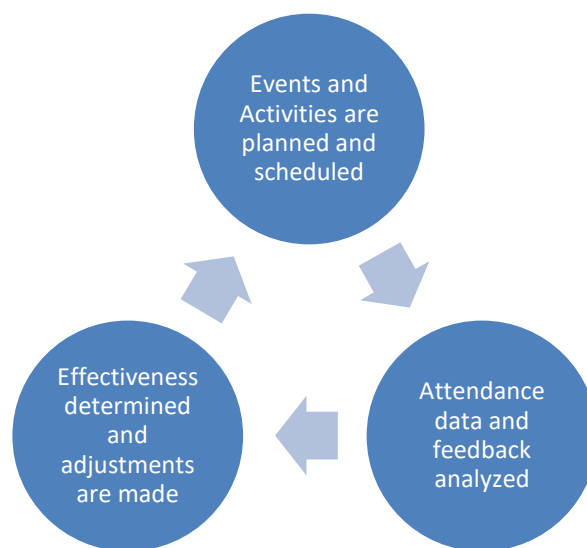 Events and
Activities are
planned and
scheduled
Attendance
data and
feedback
analyzed
Effectiveness
determined
and
adjustments
are made